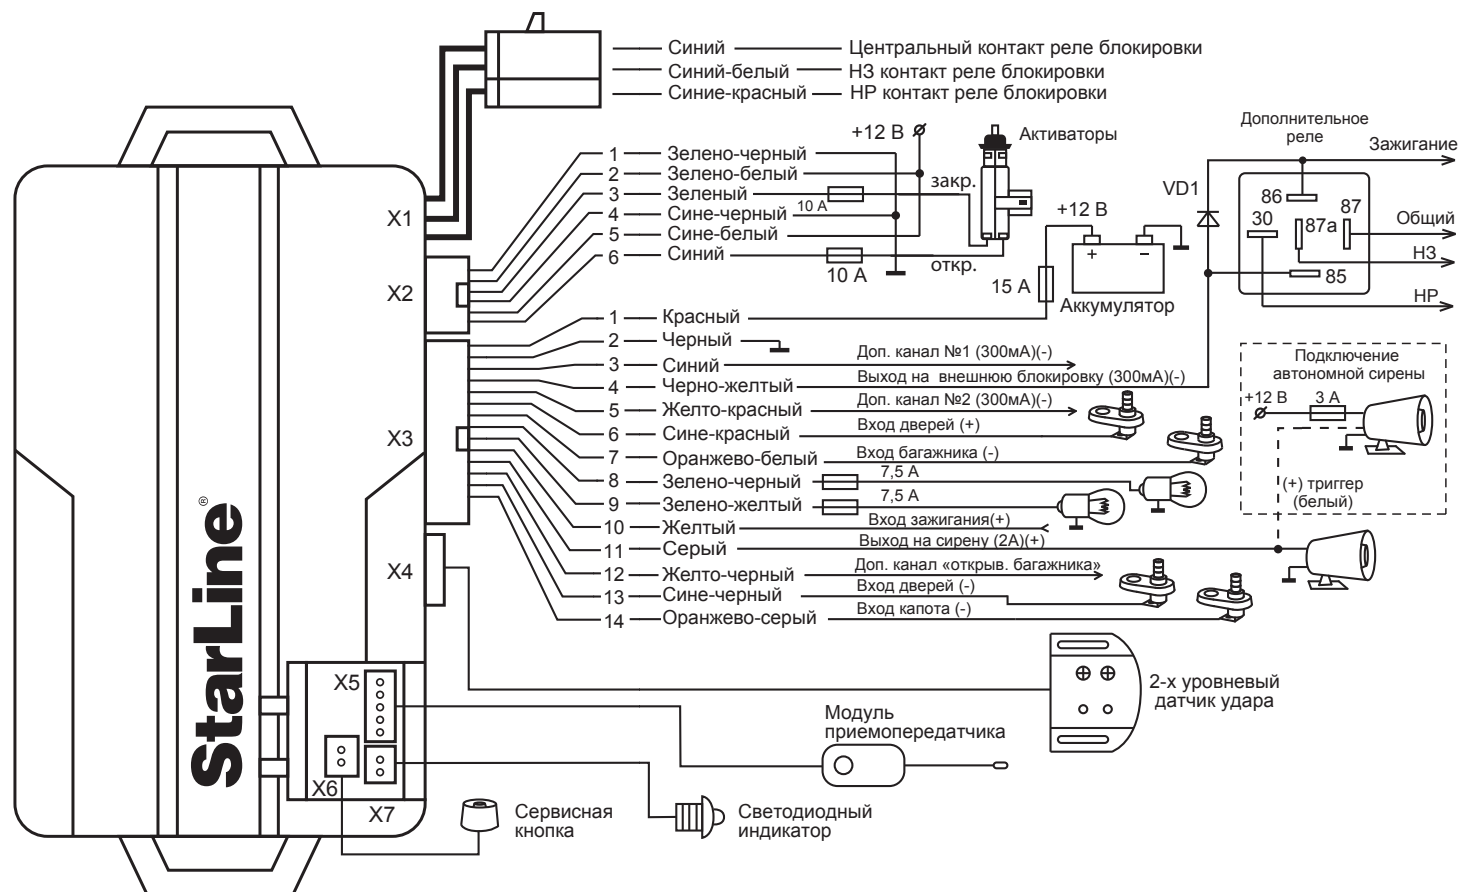 Синий Центральный контакт реле блокировки
Синий-белый НЗ контакт реле блокировки
Синие-красный НР контакт реле блокировки
X1
+12 В
Активаторы
1 Зелено-черный
2 Зелено-белый
3 Зеленый 10 А закр.
4 Сине-черный
5 Сине-белый
6 Синий 10 А откр.
X2
+12 В
15 А
+ −
Аккумулятор
Дополнительное
реле
Зажигание
VD1
86
30
87а
87
85
Общий
НЗ
НР
X3
1 Красный
2 Черный
3 Синий Доп. канал №1 (300мА)(-)
4 Черно-желтый Выход на внешнюю блокировку (300мА)(-)
5 Желто-красный Доп. канал №2 (300мА)(-)
6 Сине-красный Вход дверей (+)
7 Оранжево-белый Вход багажника (-)
8 Зелено-черный 7,5 А
9 Зелено-желтый 7,5 А
10 Желтый Вход зажигания(+)
11 Серый Выход на сирену (2А)(+)
12 Желто-черный Доп. канал «открыв. багажника»
13 Сине-черный Вход дверей (-)
14 Оранжево-серый Вход капота (-)
Подключение
автономной сирены
+12 В 3 А
(+) триггер
(белый)
StarLine®
X4
2-х уровневый
датчик удара
X5
Модуль
приемопередатчика
X6
X7
Сервисная
кнопка
Светодиодный
индикатор